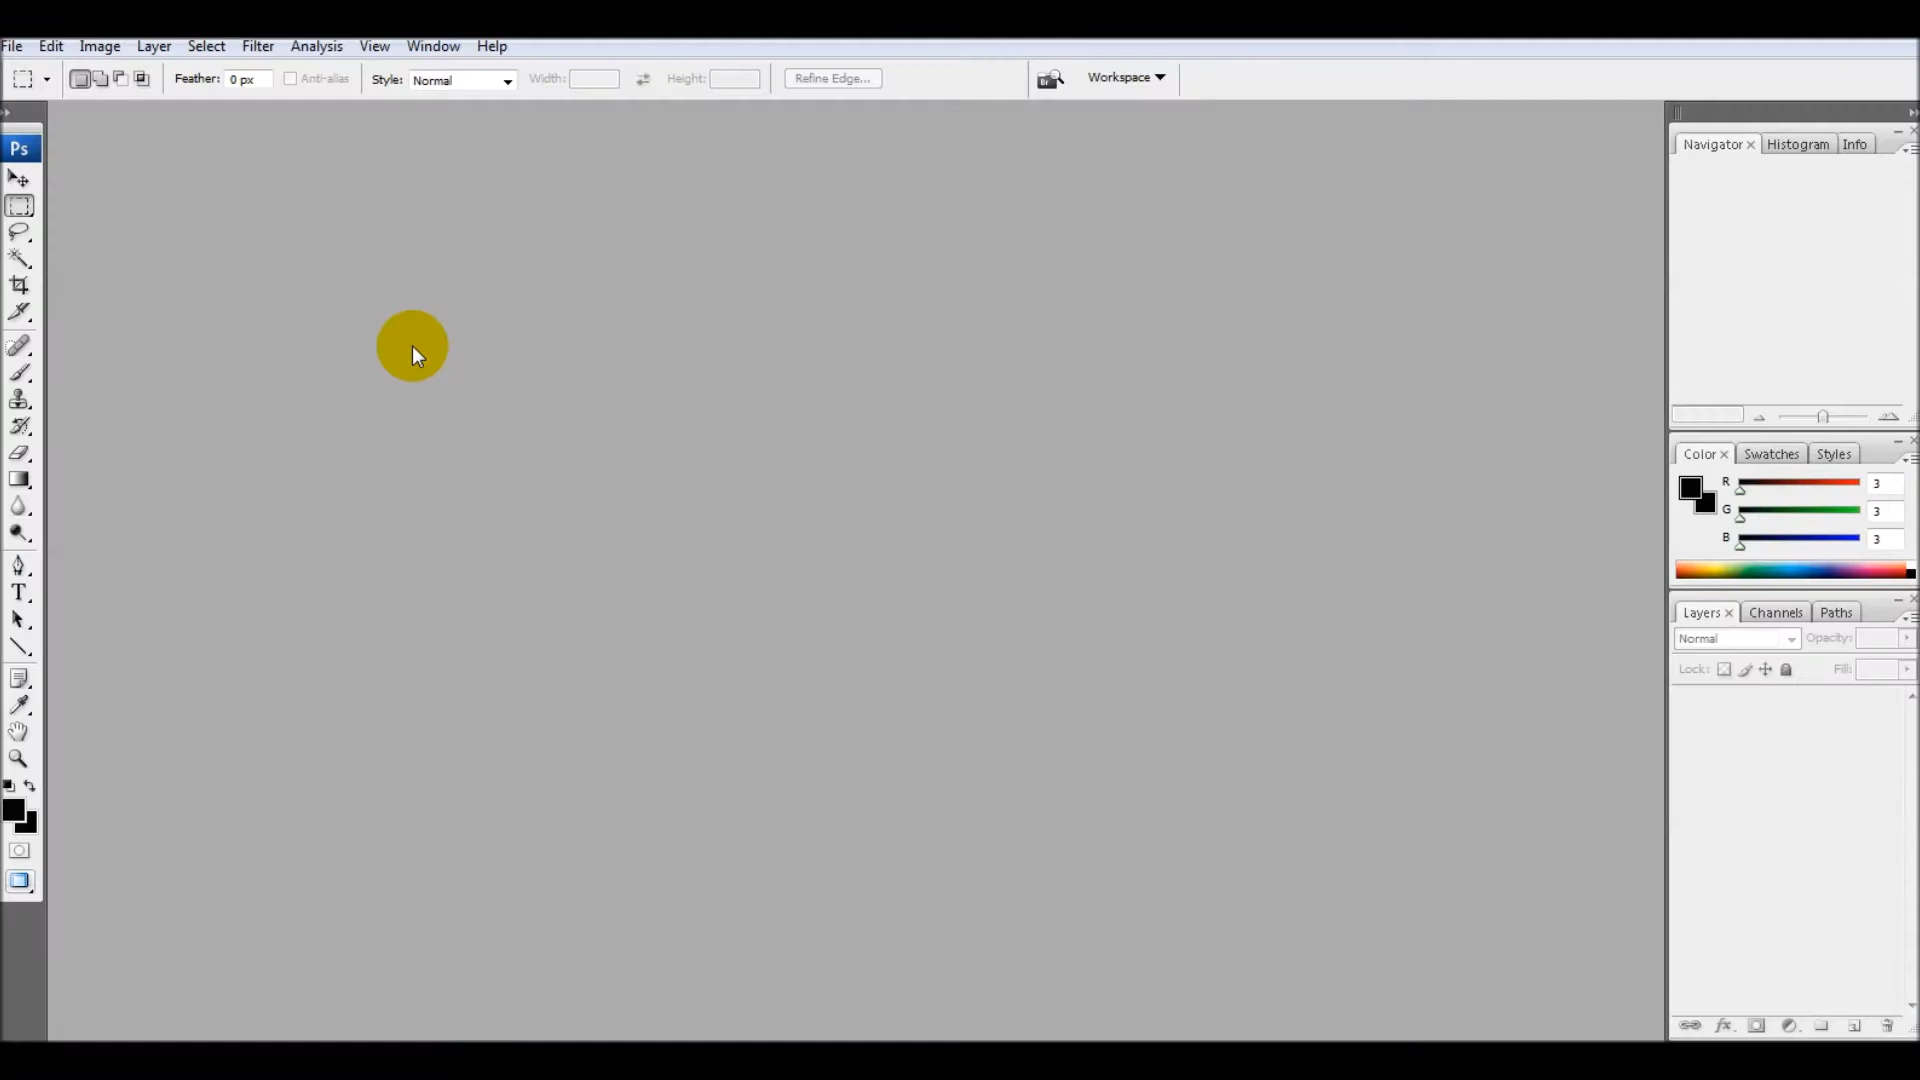 File Edit Image Layer Select Filter Analysis View Window Help
Feather: 0 px Anti-alias Style: Normal Width: Height: Refine Edge... Br Workspace
Ps
Navigator Histogram Info
Color Swatches Styles
R 3
G 3
B 3
Layers Channels Paths
Normal Opacity:
Lock: Fill:
T
fx